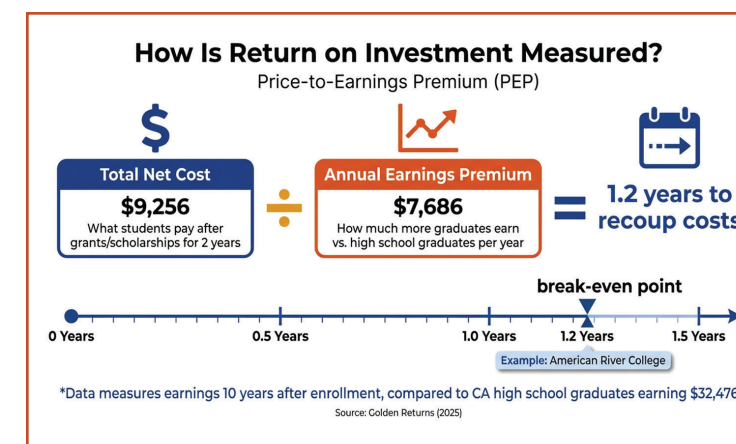 How Is Return on Investment Measured?
Price-to-Earnings Premium (PEP)
$
Total Net Cost
$9,256
What students pay after
grants/scholarships for 2 years
÷
Annual Earnings Premium
$7,686
How much more graduates earn
vs. high school graduates per year
=
1.2 years to
recoup costs
break-even point
0 Years
0.5 Years
1.0 Years
1.2 Years
1.5 Years
Example: American River College
*Data measures earnings 10 years after enrollment, compared to CA high school graduates earning $32,476
Source: Golden Returns (2025)